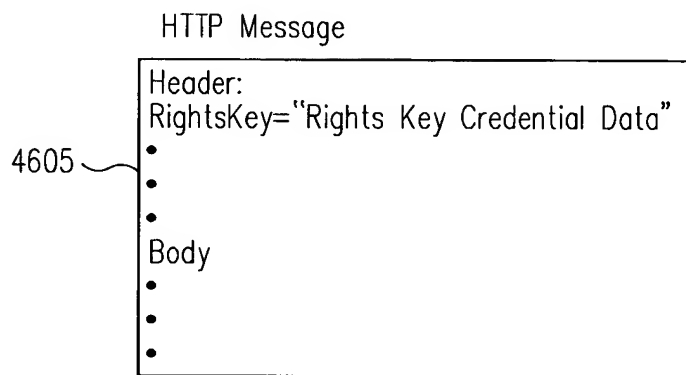 HTTP Message
Header:
RightsKey="Rights Key Credential Data"
•
•
•
Body
•
•
•
4605